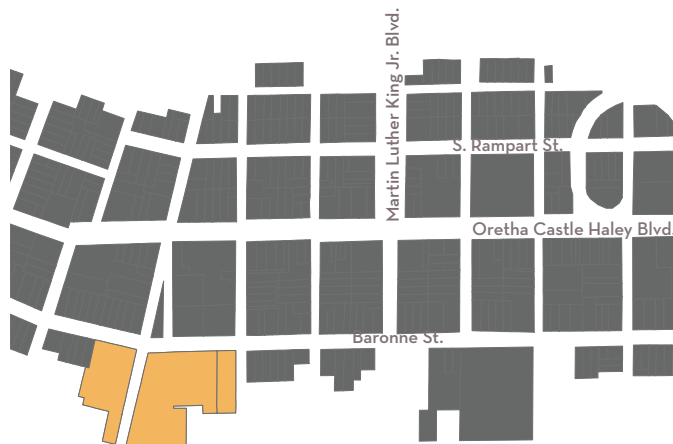 Martin Luther King Jr. Blvd.
S. Rampart St.
Oretha Castle Haley Blvd.
Baronne St.